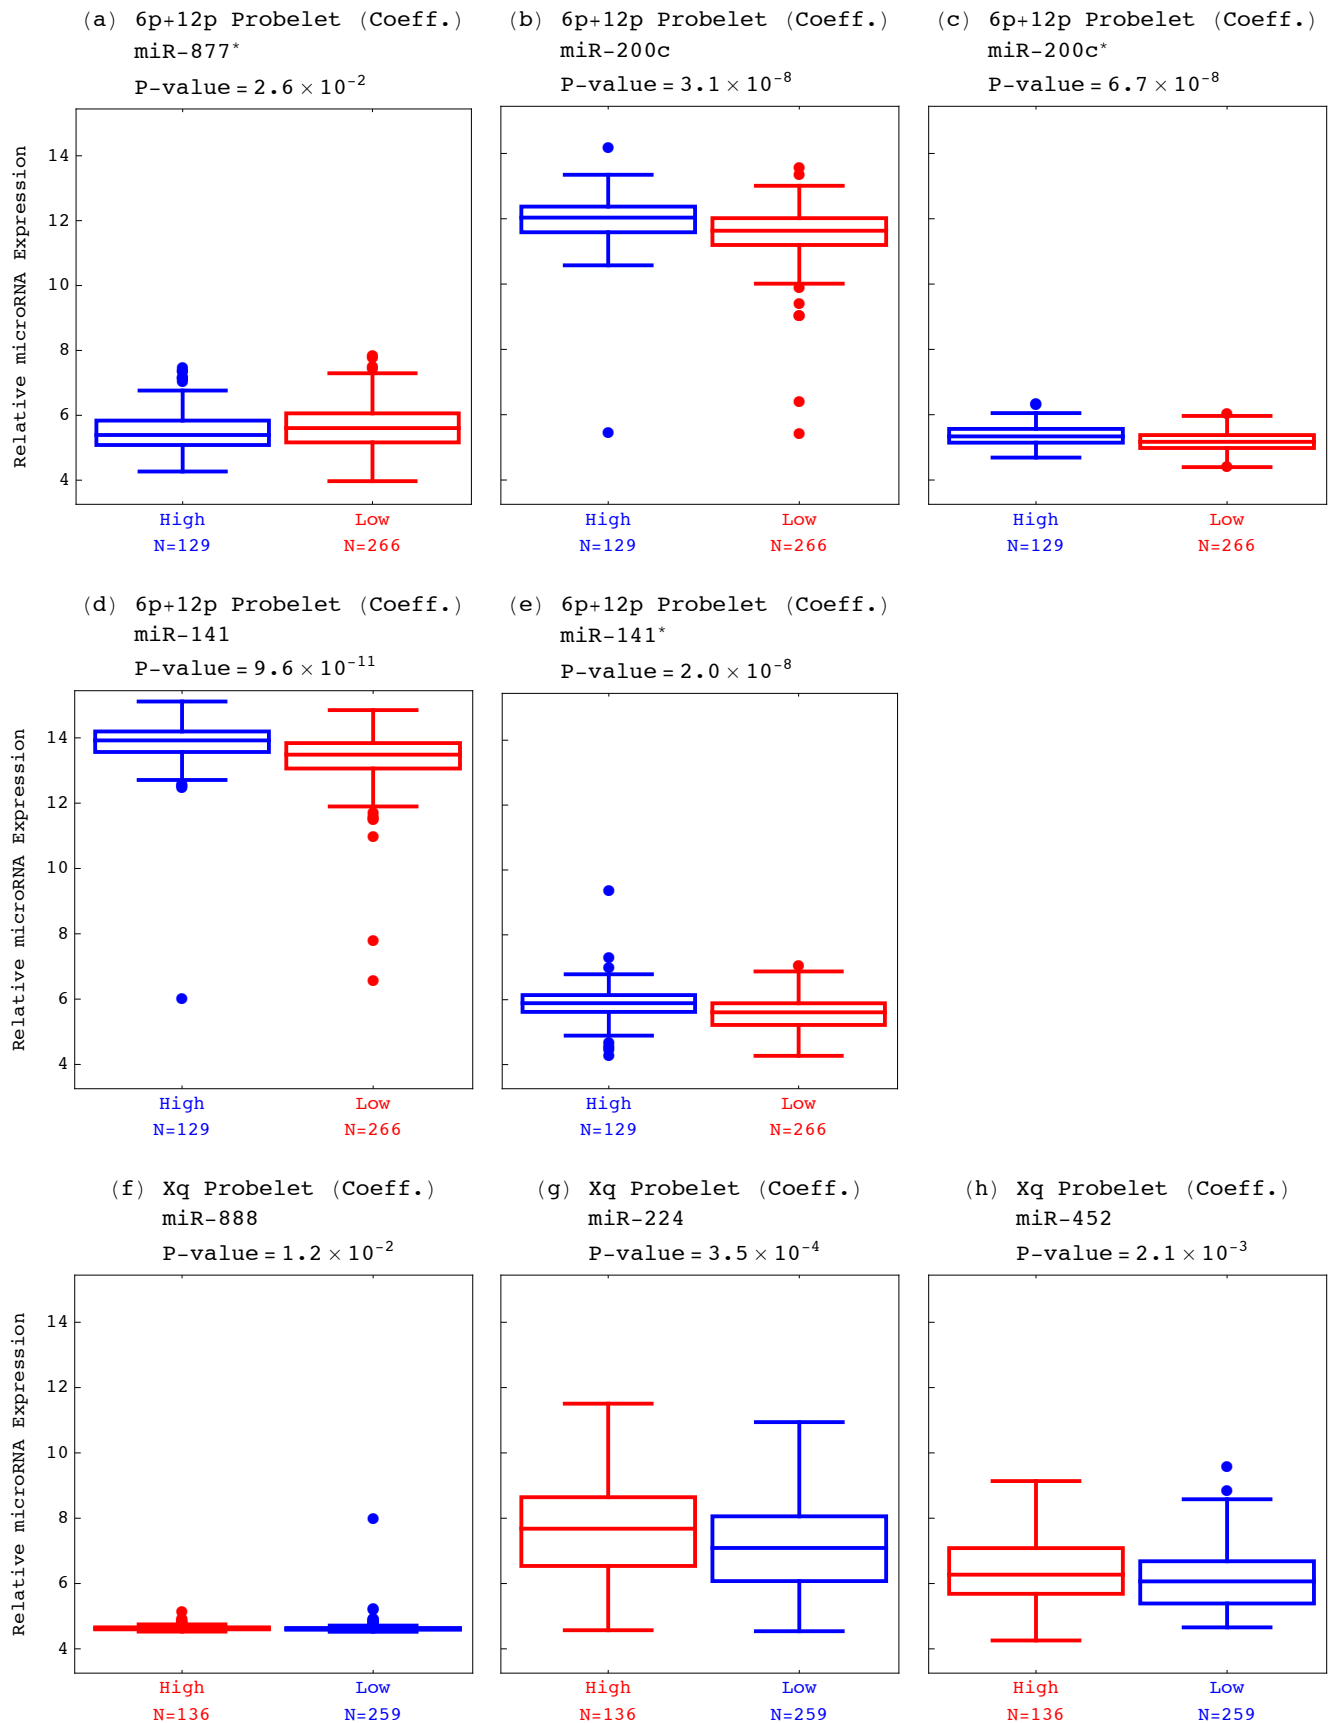 (a) 6p+12p Probelet (Coeff.)
miR-877*
P-value = 2.6 × 10⁻²
(b) 6p+12p Probelet (Coeff.)
miR-200c
P-value = 3.1 × 10⁻⁸
(c) 6p+12p Probelet (Coeff.)
miR-200c*
P-value = 6.7 × 10⁻⁸
Relative microRNA Expression
14
12
10
8
6
4
High
N=129
Low
N=266
High
N=129
Low
N=266
High
N=129
Low
N=266
(d) 6p+12p Probelet (Coeff.)
miR-141
P-value = 9.6 × 10⁻¹¹
(e) 6p+12p Probelet (Coeff.)
miR-141*
P-value = 2.0 × 10⁻⁸
Relative microRNA Expression
14
12
10
8
6
4
High
N=129
Low
N=266
High
N=129
Low
N=266
(f) Xq Probelet (Coeff.)
miR-888
P-value = 1.2 × 10⁻²
(g) Xq Probelet (Coeff.)
miR-224
P-value = 3.5 × 10⁻⁴
(h) Xq Probelet (Coeff.)
miR-452
P-value = 2.1 × 10⁻³
Relative microRNA Expression
14
12
10
8
6
4
High
N=136
Low
N=259
High
N=136
Low
N=259
High
N=136
Low
N=259